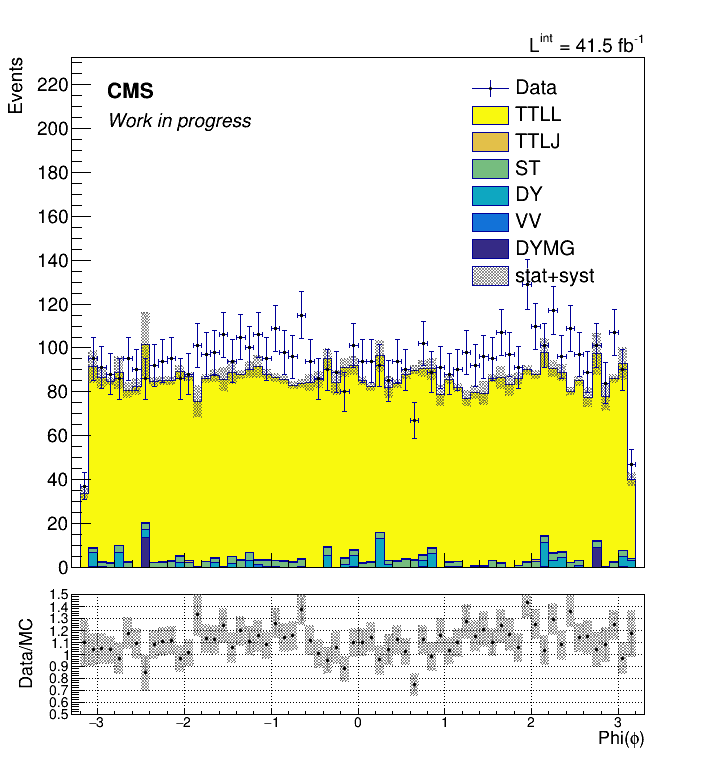 L^int = 41.5 fb^-1
Events
CMS
Work in progress
Data
TTLL
TTLJ
ST
DY
VV
DYMG
stat+syst
220
200
180
160
140
120
100
80
60
40
20
0
Data/MC
1.5
1.4
1.3
1.2
1.1
1
0.9
0.8
0.7
0.6
0.5
−3 −2 −1 0 1 2 3
Phi(ϕ)